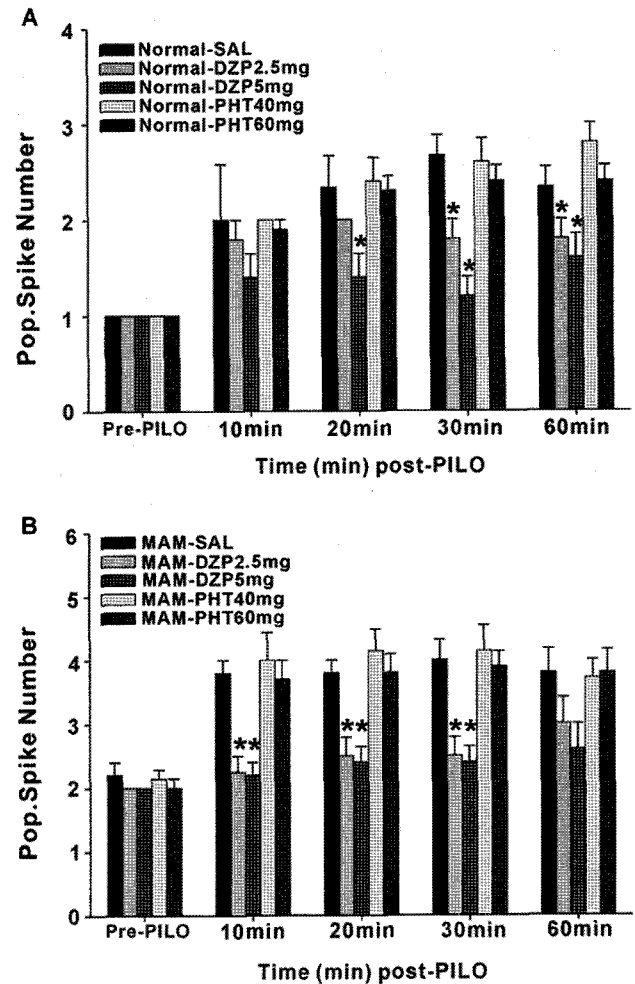 A
4
3
2
1
0
Pop.Spike Number
Normal-SAL
Normal-DZP2.5mg
Normal-DZP5mg
Normal-PHT40mg
Normal-PHT60mg
* * * * *
Pre-PILO 10min 20min 30min 60min
Time (min) post-PILO
B
6
5
4
3
2
1
0
Pop.Spike Number
MAM-SAL
MAM-DZP2.5mg
MAM-DZP5mg
MAM-PHT40mg
MAM-PHT60mg
** ** **
Pre-PILO 10min 20min 30min 60min
Time (min) post-PILO